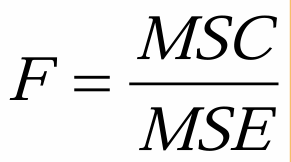 F = MSC / MSE